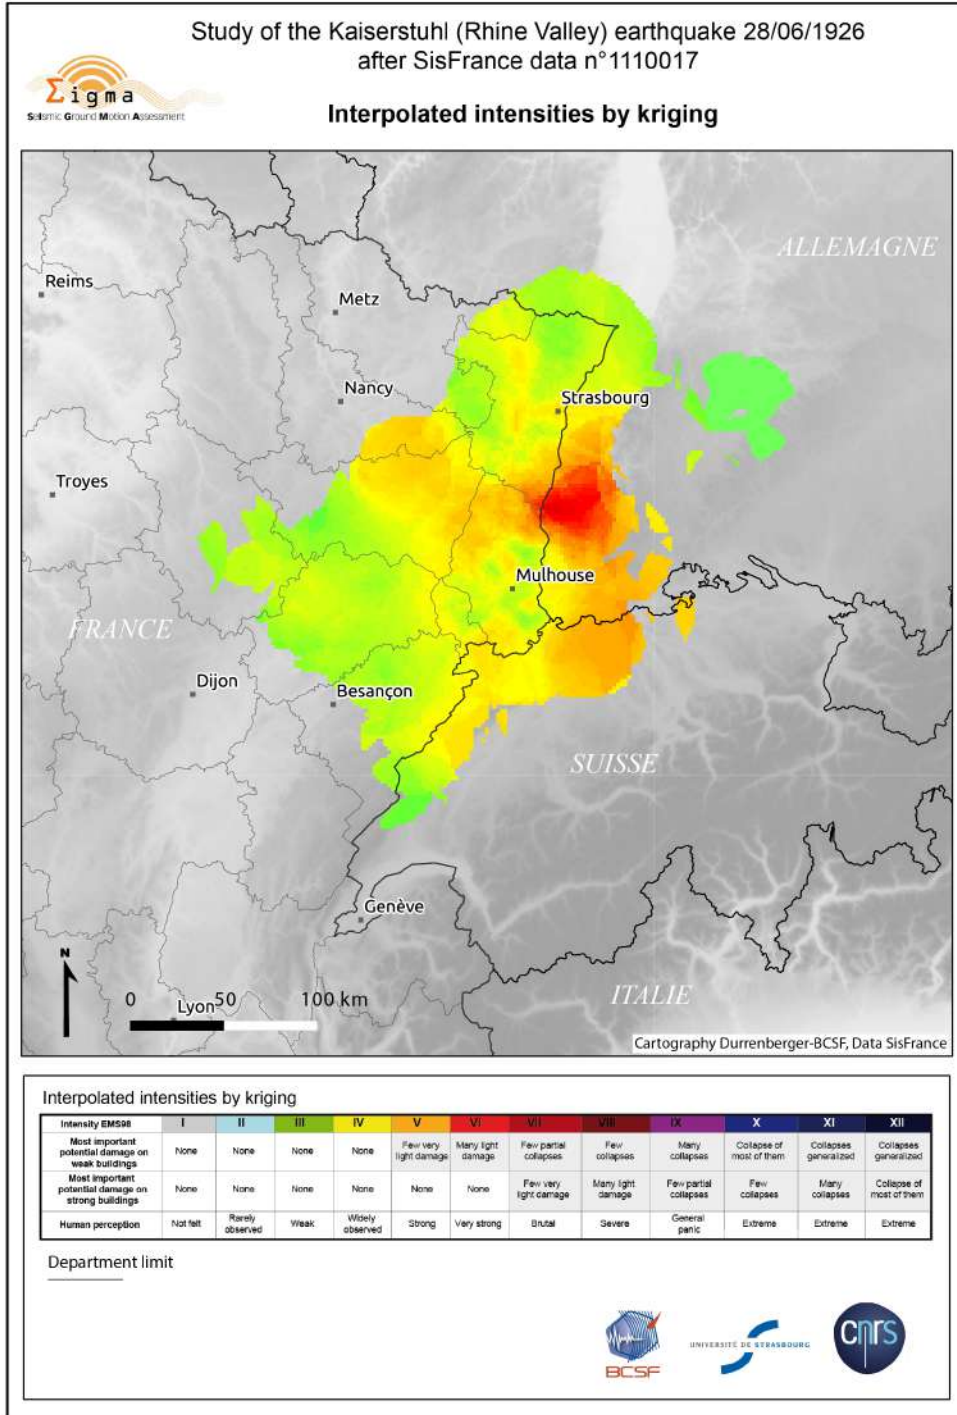 Study of the Kaiserstuhl (Rhine Valley) earthquake 28/06/1926
after SisFrance data n°1110017
Σigma
Seismic Ground Motion Assessment
Interpolated intensities by kriging
ALLEMAGNE
Reims
Metz
Nancy
Strasbourg
Troyes
Mulhouse
FRANCE
Dijon
Besançon
SUISSE
Genève
N
0 50 100 km
Lyon
ITALIE
Cartography Durrenberger-BCSF, Data SisFrance
Interpolated intensities by kriging
Intensity EMS98 I II III IV V VI VII VIII IX X XI XII
Most important potential damage on weak buildings None None None None Few very light damage Many light damage Few partial collapses Few collapses Many collapses Collapse of most of them Collapses generalized Collapses generalized
Most important potential damage on strong buildings None None None None None None Few very light damage Many light damage Few partial collapses Few collapses Many collapses Collapse of most of them
Human perception Not felt Rarely observed Weak Widely observed Strong Very strong Brutal Severe General panic Extreme Extreme Extreme
Department limit
BCSF
UNIVERSITÉ DE STRASBOURG
cnrs